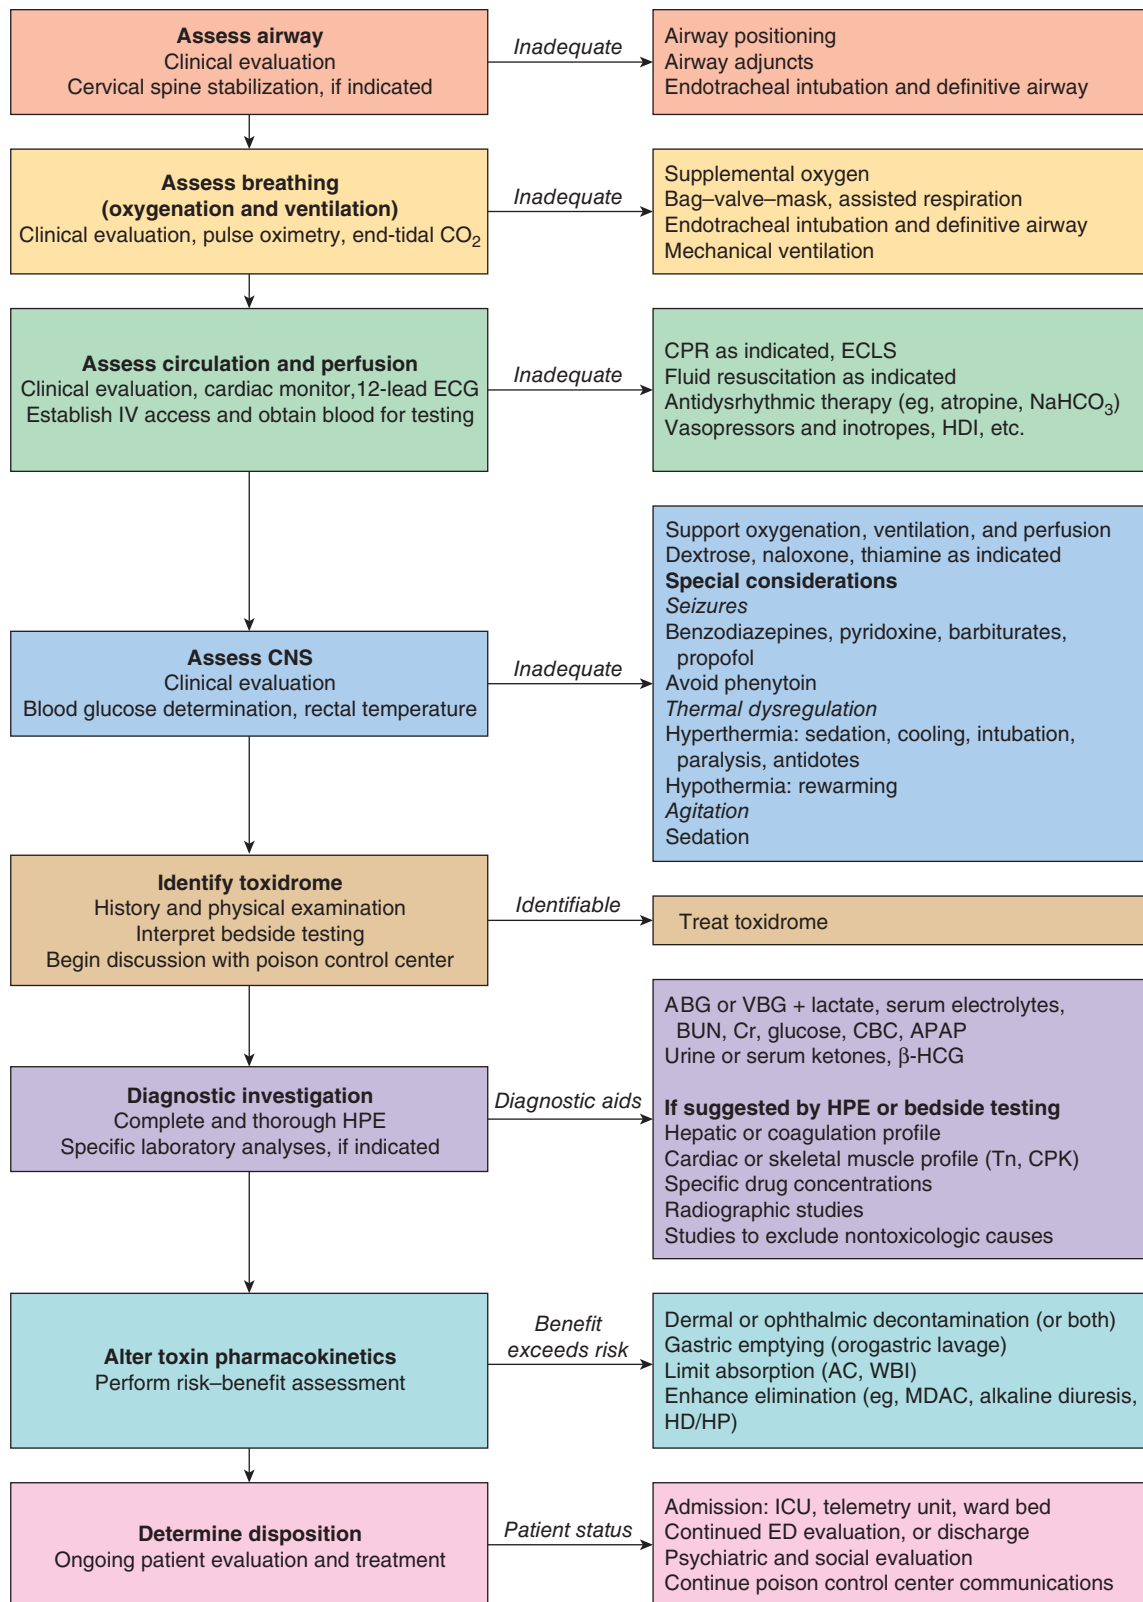 Assess airway
Clinical evaluation
Cervical spine stabilization, if indicated
Inadequate
Airway positioning
Airway adjuncts
Endotracheal intubation and definitive airway
Assess breathing
(oxygenation and ventilation)
Clinical evaluation, pulse oximetry, end-tidal CO₂
Inadequate
Supplemental oxygen
Bag–valve–mask, assisted respiration
Endotracheal intubation and definitive airway
Mechanical ventilation
Assess circulation and perfusion
Clinical evaluation, cardiac monitor,12-lead ECG
Establish IV access and obtain blood for testing
Inadequate
CPR as indicated, ECLS
Fluid resuscitation as indicated
Antidysrhythmic therapy (eg, atropine, NaHCO₃)
Vasopressors and inotropes, HDI, etc.
Assess CNS
Clinical evaluation
Blood glucose determination, rectal temperature
Inadequate
Support oxygenation, ventilation, and perfusion
Dextrose, naloxone, thiamine as indicated
Special considerations
Seizures
Benzodiazepines, pyridoxine, barbiturates,
propofol
Avoid phenytoin
Thermal dysregulation
Hyperthermia: sedation, cooling, intubation,
paralysis, antidotes
Hypothermia: rewarming
Agitation
Sedation
Identify toxidrome
History and physical examination
Interpret bedside testing
Begin discussion with poison control center
Identifiable
Treat toxidrome
Diagnostic investigation
Complete and thorough HPE
Specific laboratory analyses, if indicated
Diagnostic aids
ABG or VBG + lactate, serum electrolytes,
BUN, Cr, glucose, CBC, APAP
Urine or serum ketones, β-HCG
If suggested by HPE or bedside testing
Hepatic or coagulation profile
Cardiac or skeletal muscle profile (Tn, CPK)
Specific drug concentrations
Radiographic studies
Studies to exclude nontoxicologic causes
Alter toxin pharmacokinetics
Perform risk–benefit assessment
Benefit
exceeds risk
Dermal or ophthalmic decontamination (or both)
Gastric emptying (orogastric lavage)
Limit absorption (AC, WBI)
Enhance elimination (eg, MDAC, alkaline diuresis,
HD/HP)
Determine disposition
Ongoing patient evaluation and treatment
Patient status
Admission: ICU, telemetry unit, ward bed
Continued ED evaluation, or discharge
Psychiatric and social evaluation
Continue poison control center communications